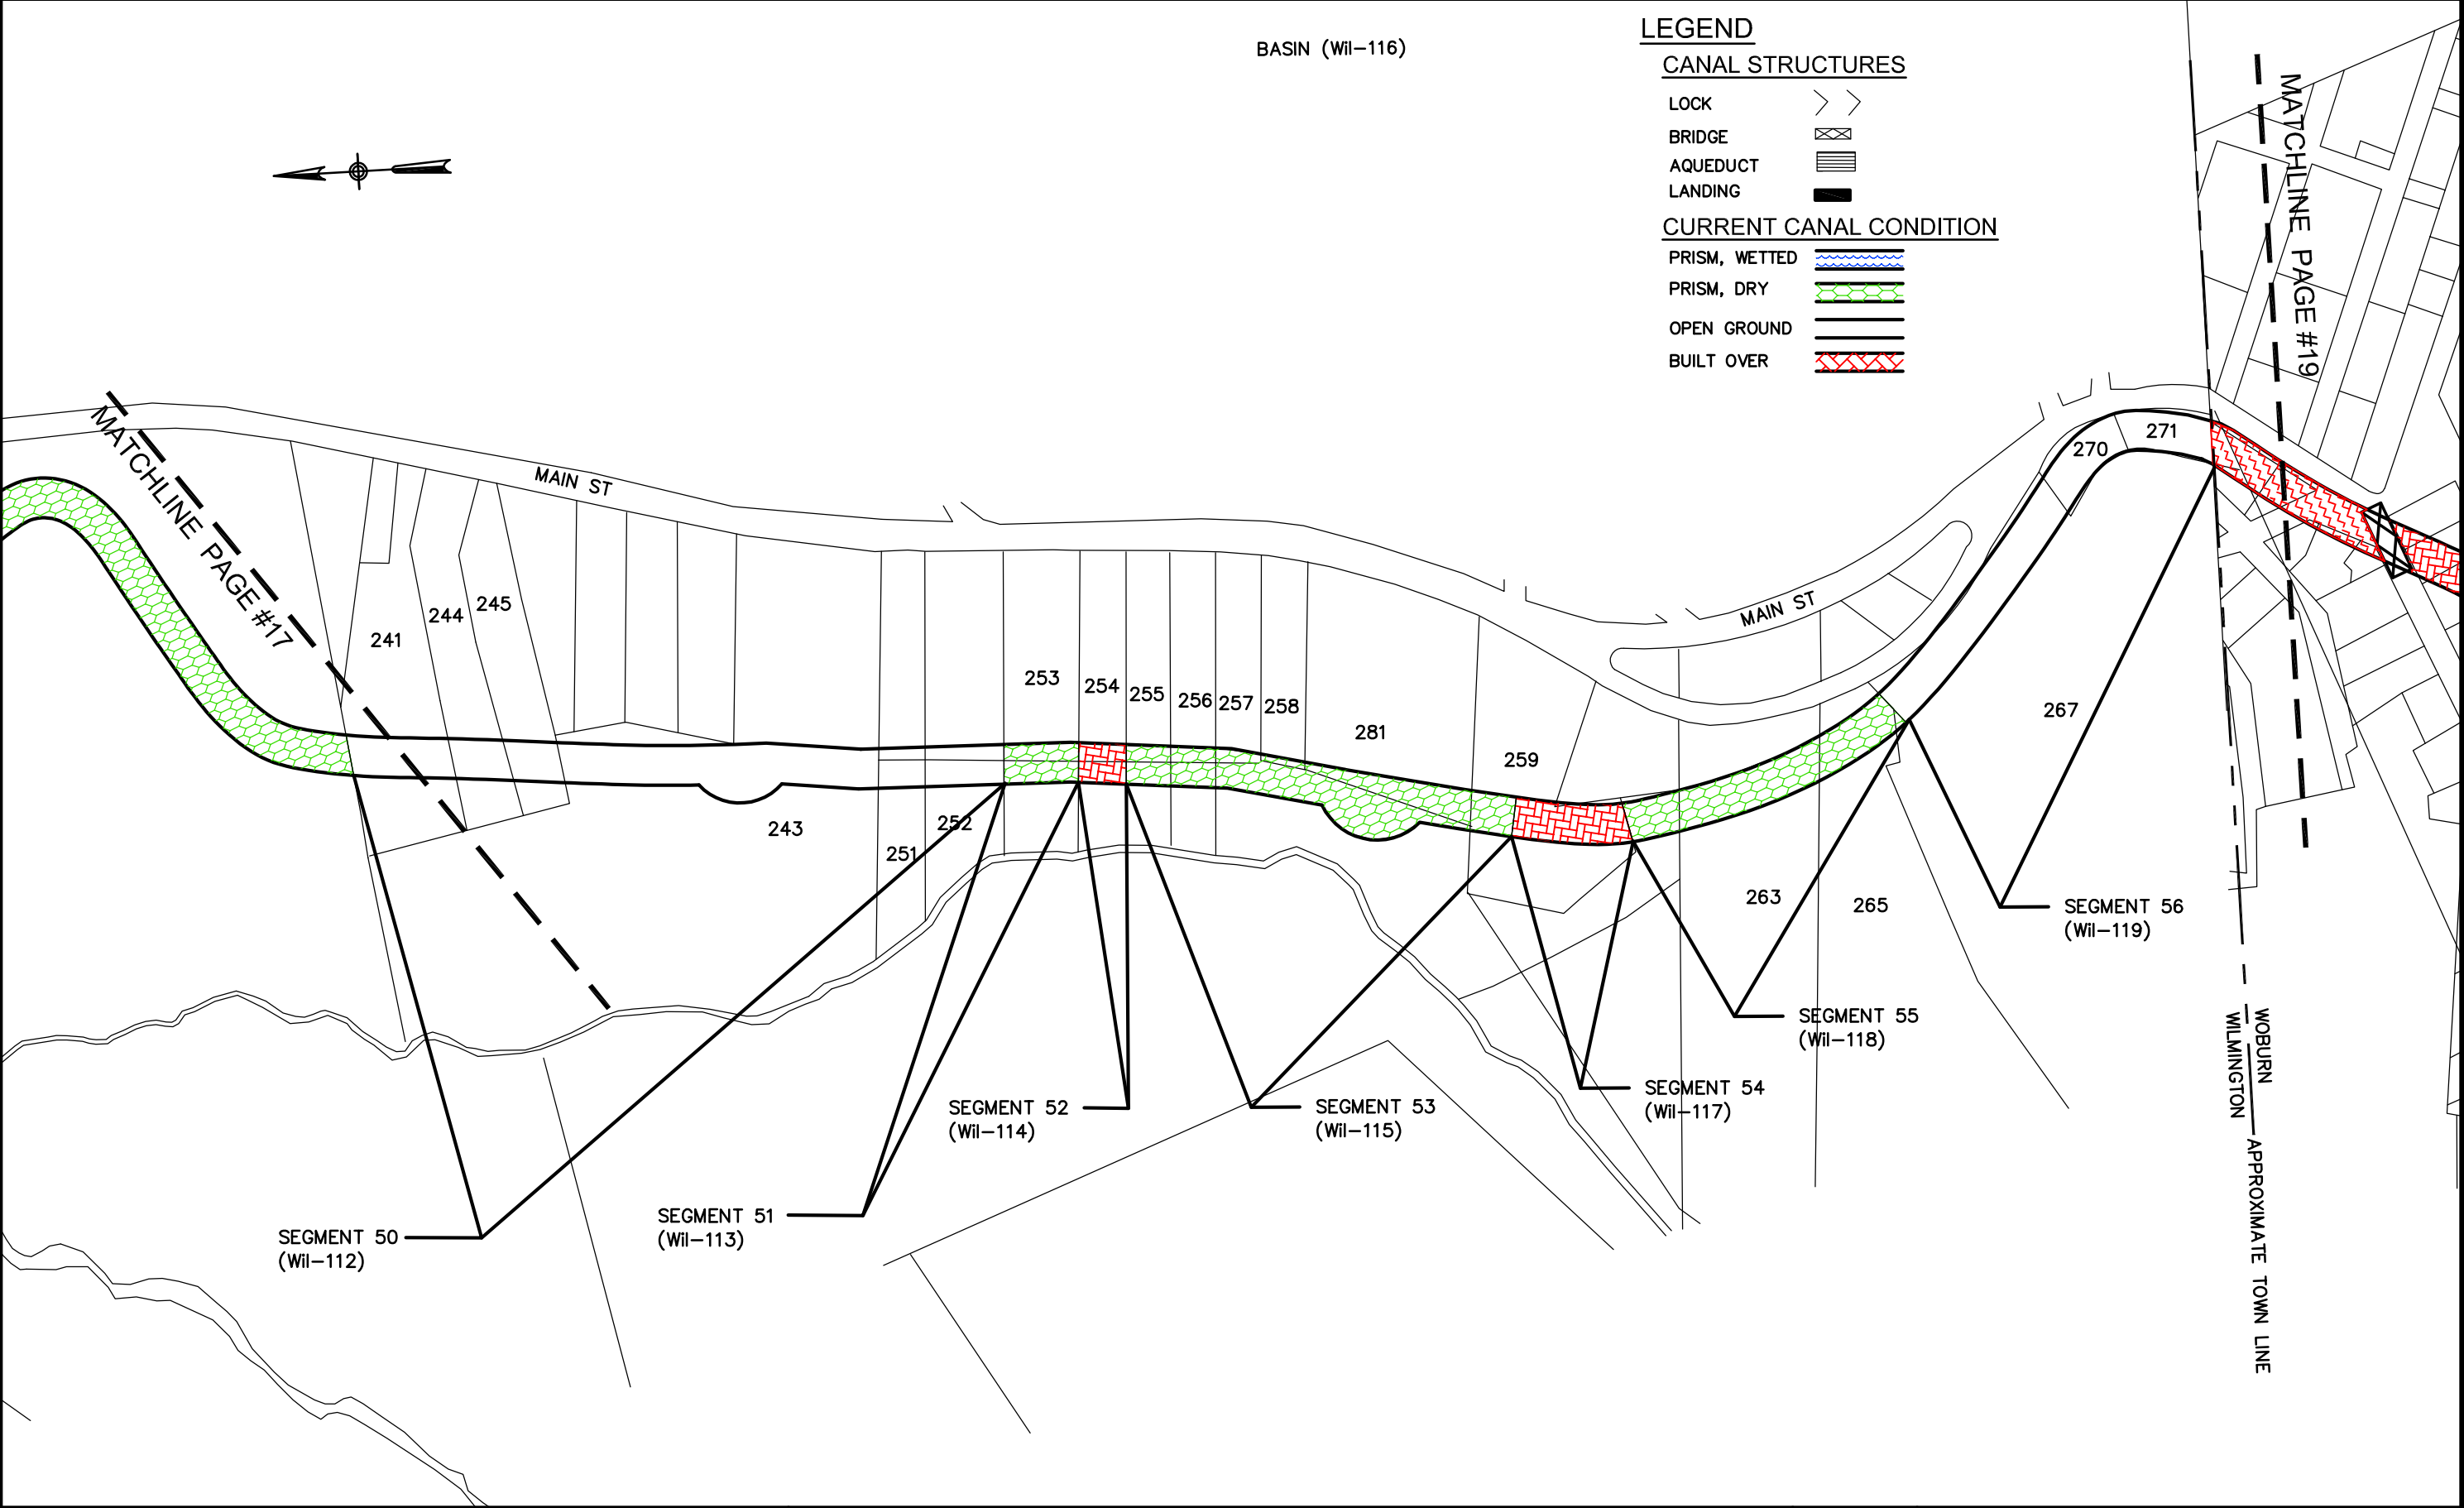 BASIN (Wil-116)
LEGEND
CANAL STRUCTURES
LOCK
BRIDGE
AQUEDUCT
LANDING
CURRENT CANAL CONDITION
PRISM, WETTED
PRISM, DRY
OPEN GROUND
BUILT OVER
MATCHLINE PAGE #19
MATCHLINE PAGE #17
MAIN ST
MAIN ST
241
244
245
243
251
252
253
254
255
256
257
258
281
259
263
265
267
270
271
SEGMENT 50
(Wil-112)
SEGMENT 51
(Wil-113)
SEGMENT 52
(Wil-114)
SEGMENT 53
(Wil-115)
SEGMENT 54
(Wil-117)
SEGMENT 55
(Wil-118)
SEGMENT 56
(Wil-119)
WOBURN
WILMINGTON
APPROXIMATE TOWN LINE